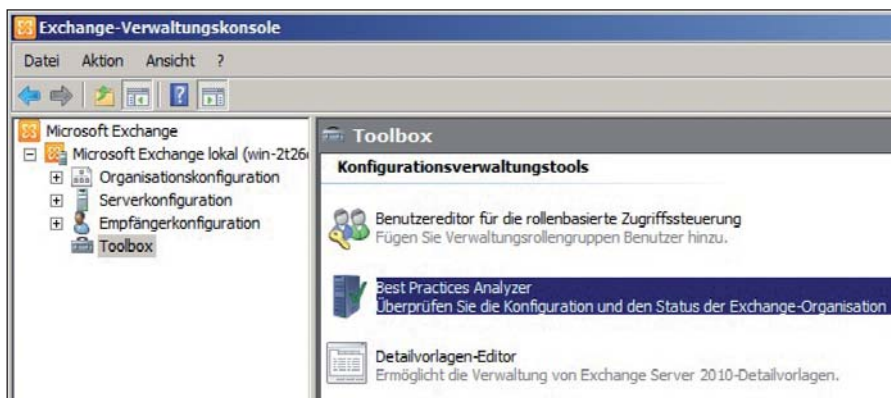 Exchange-Verwaltungskonsole
Datei Aktion Ansicht ?
Microsoft Exchange
Microsoft Exchange lokal (win-2t26
Organisationskonfiguration
Serverkonfiguration
Empfängerkonfiguration
Toolbox
Toolbox
Konfigurationsverwaltungstools
Benutzereditor für die rollenbasierte Zugriffssteuerung
Fügen Sie Verwaltungsrollengruppen Benutzer hinzu.
Best Practices Analyzer
Überprüfen Sie die Konfiguration und den Status der Exchange-Organisation
Detailvorlagen-Editor
Ermöglicht die Verwaltung von Exchange Server 2010-Detailvorlagen.